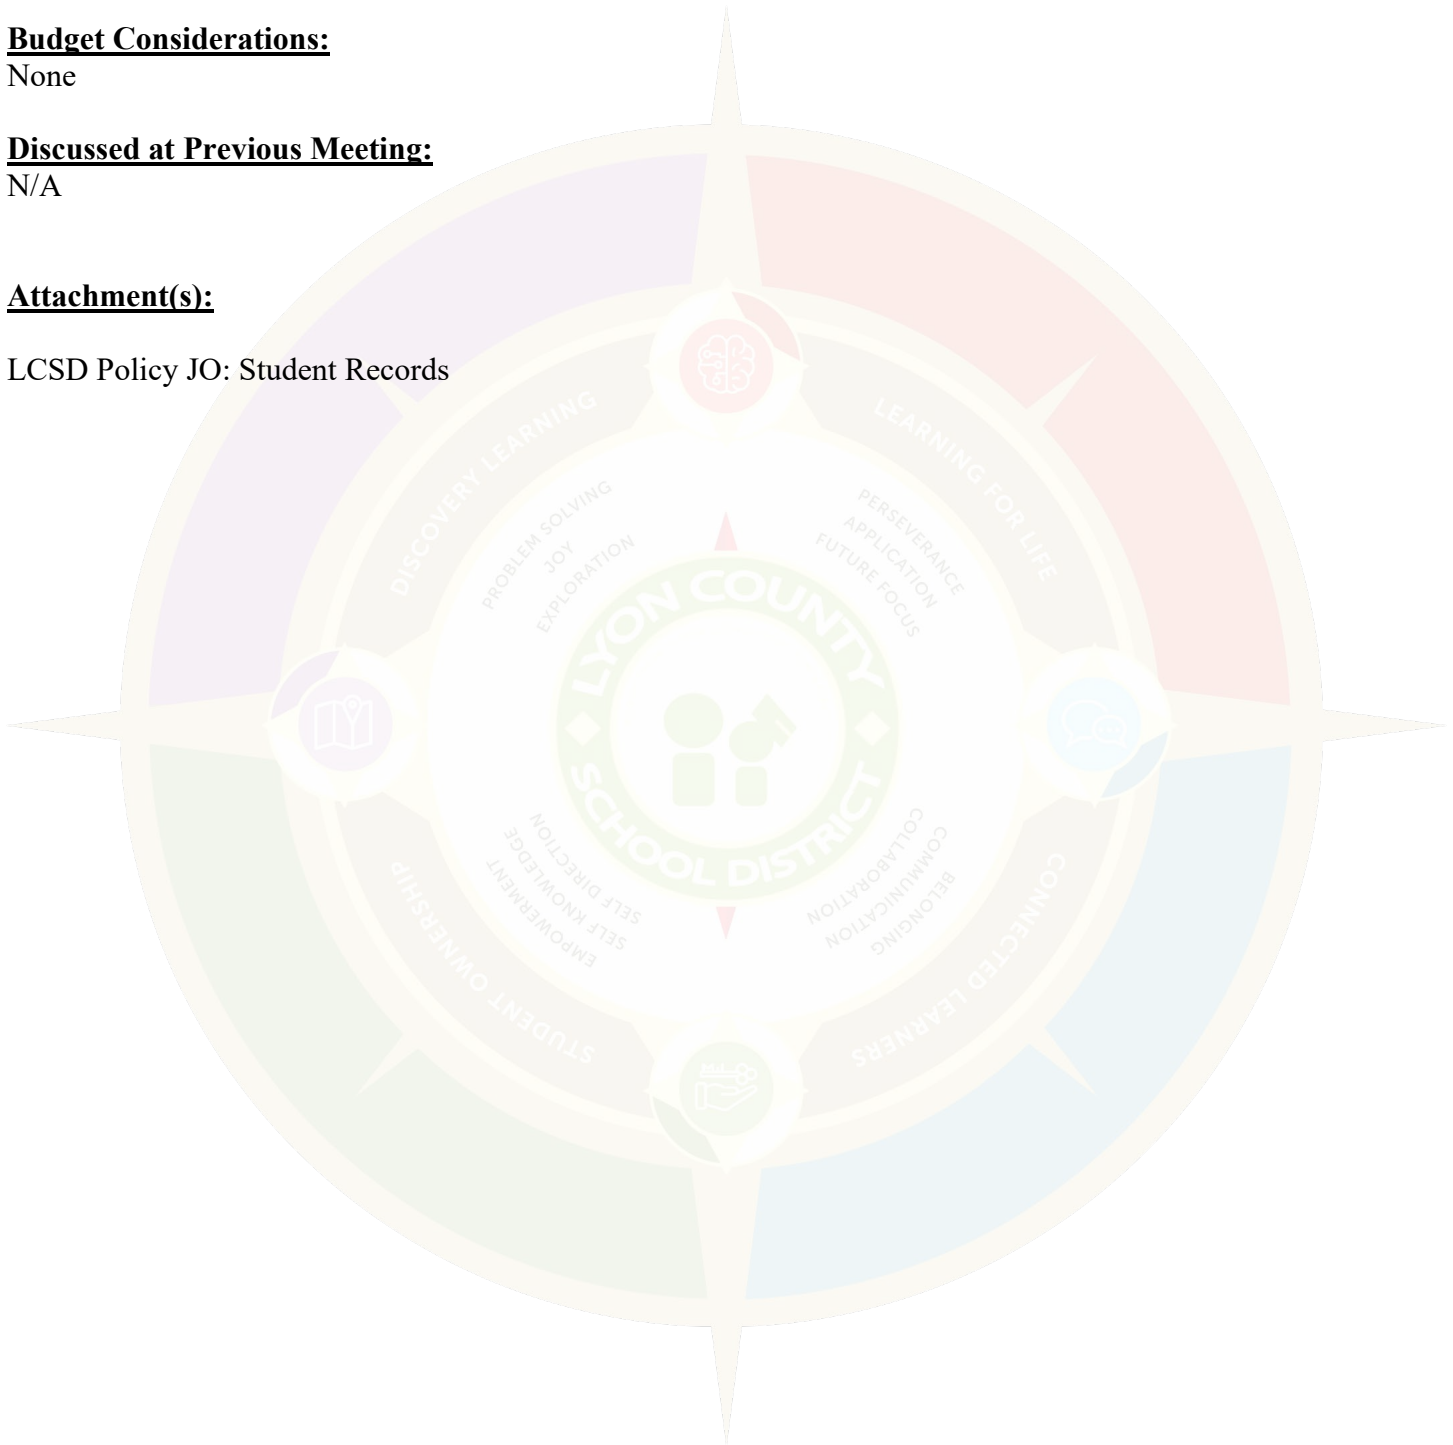 Budget Considerations:
None
Discussed at Previous Meeting:
N/A
Attachment(s):
LCSD Policy JO: Student Records
DISCOVERY LEARNING
LEARNING FOR LIFE
PROBLEM SOLVING
JOY
EXPLORATION
PERSEVERANCE
APPLICATION
FUTURE FOCUS
LYON COUNTY
SCHOOL DISTRICT
SELF DIRECTION
SELF KNOWLEDGE
EMPOWERMENT
COLLABORATION
COMMUNICATION
BELONGING
STUDENT OWNERSHIP
CONNECTED LEARNERS